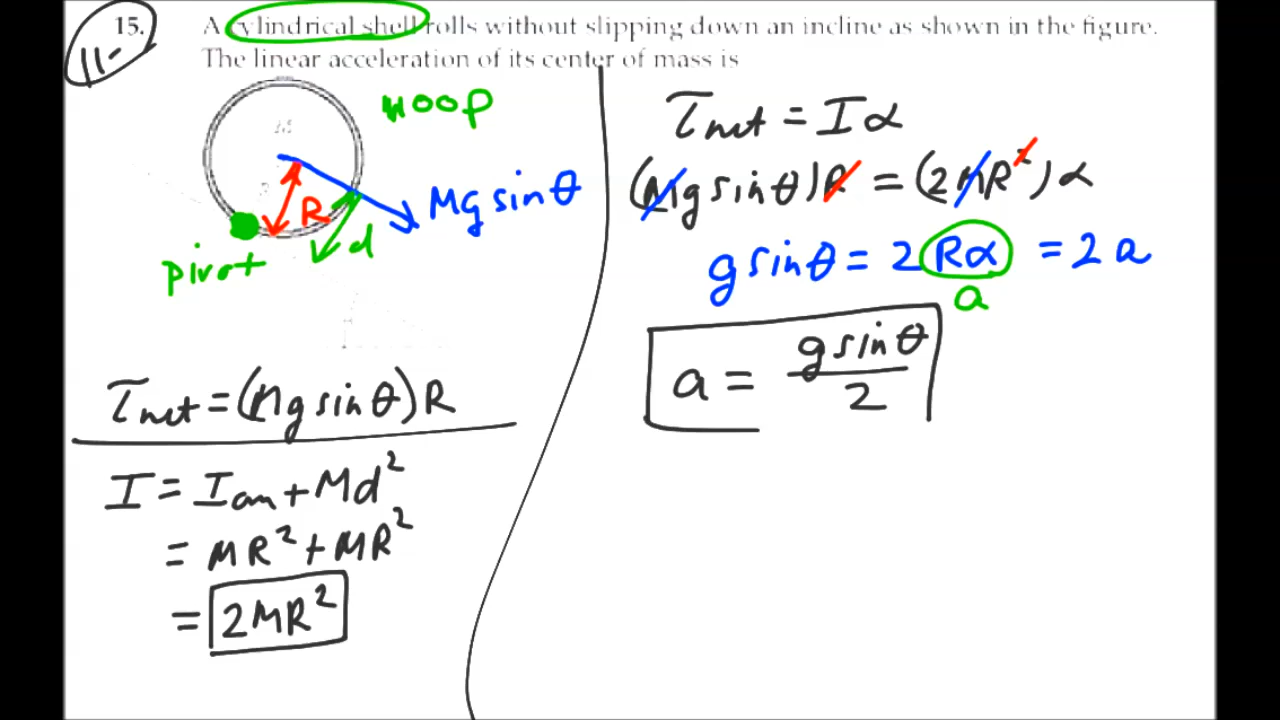 11-
15. A cylindrical shell rolls without slipping down an incline as shown in the figure.
The linear acceleration of its center of mass is
Hoop
M
R
R
d
Mg sinθ
pivot
τnet = (Mg sinθ) R
I = Icm + Md²
= MR² + MR²
= 2MR²
τnet = Iα
(Mg sinθ) R = (2MR²) α
g sinθ = 2 Rα = 2a
a
a = g sinθ / 2